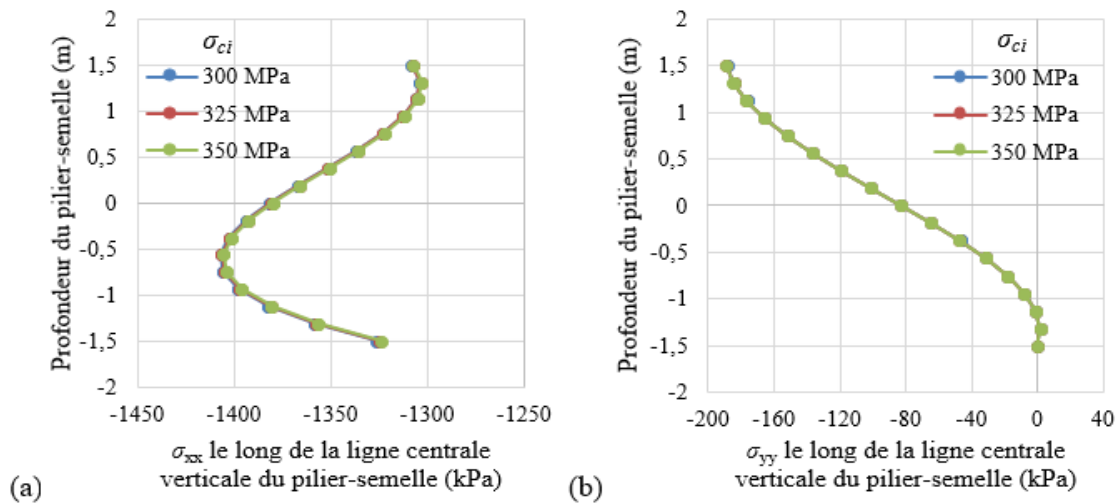 2
1,5
1
0,5
0
-0,5
-1
-1,5
-2
Profondeur du pilier-semelle (m)
σci
300 MPa
325 MPa
350 MPa
-1450 -1400 -1350 -1300 -1250
σxx le long de la ligne centrale
verticale du pilier-semelle (kPa)
(a)
2
1,5
1
0,5
0
-0,5
-1
-1,5
-2
Profondeur du pilier-semelle (m)
σci
300 MPa
325 MPa
350 MPa
-200 -160 -120 -80 -40 0 40
σyy le long de la ligne centrale
verticale du pilier-semelle (kPa)
(b)